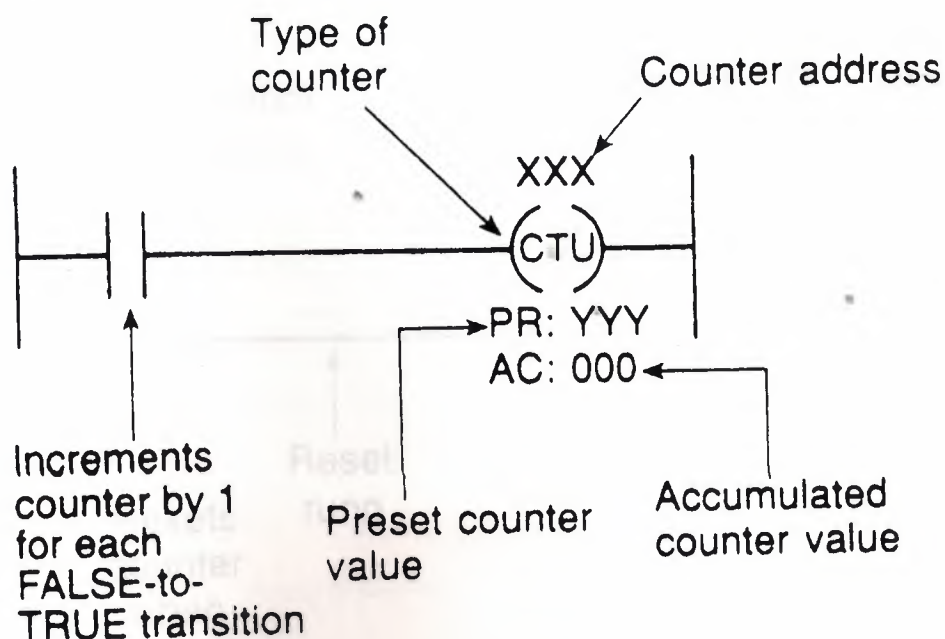 Type of
counter
Counter address
XXX
CTU
PR: YYY
AC: 000
Increments
counter by 1
for each
FALSE-to-
TRUE transition
Preset counter
value
Accumulated
counter value
Reset